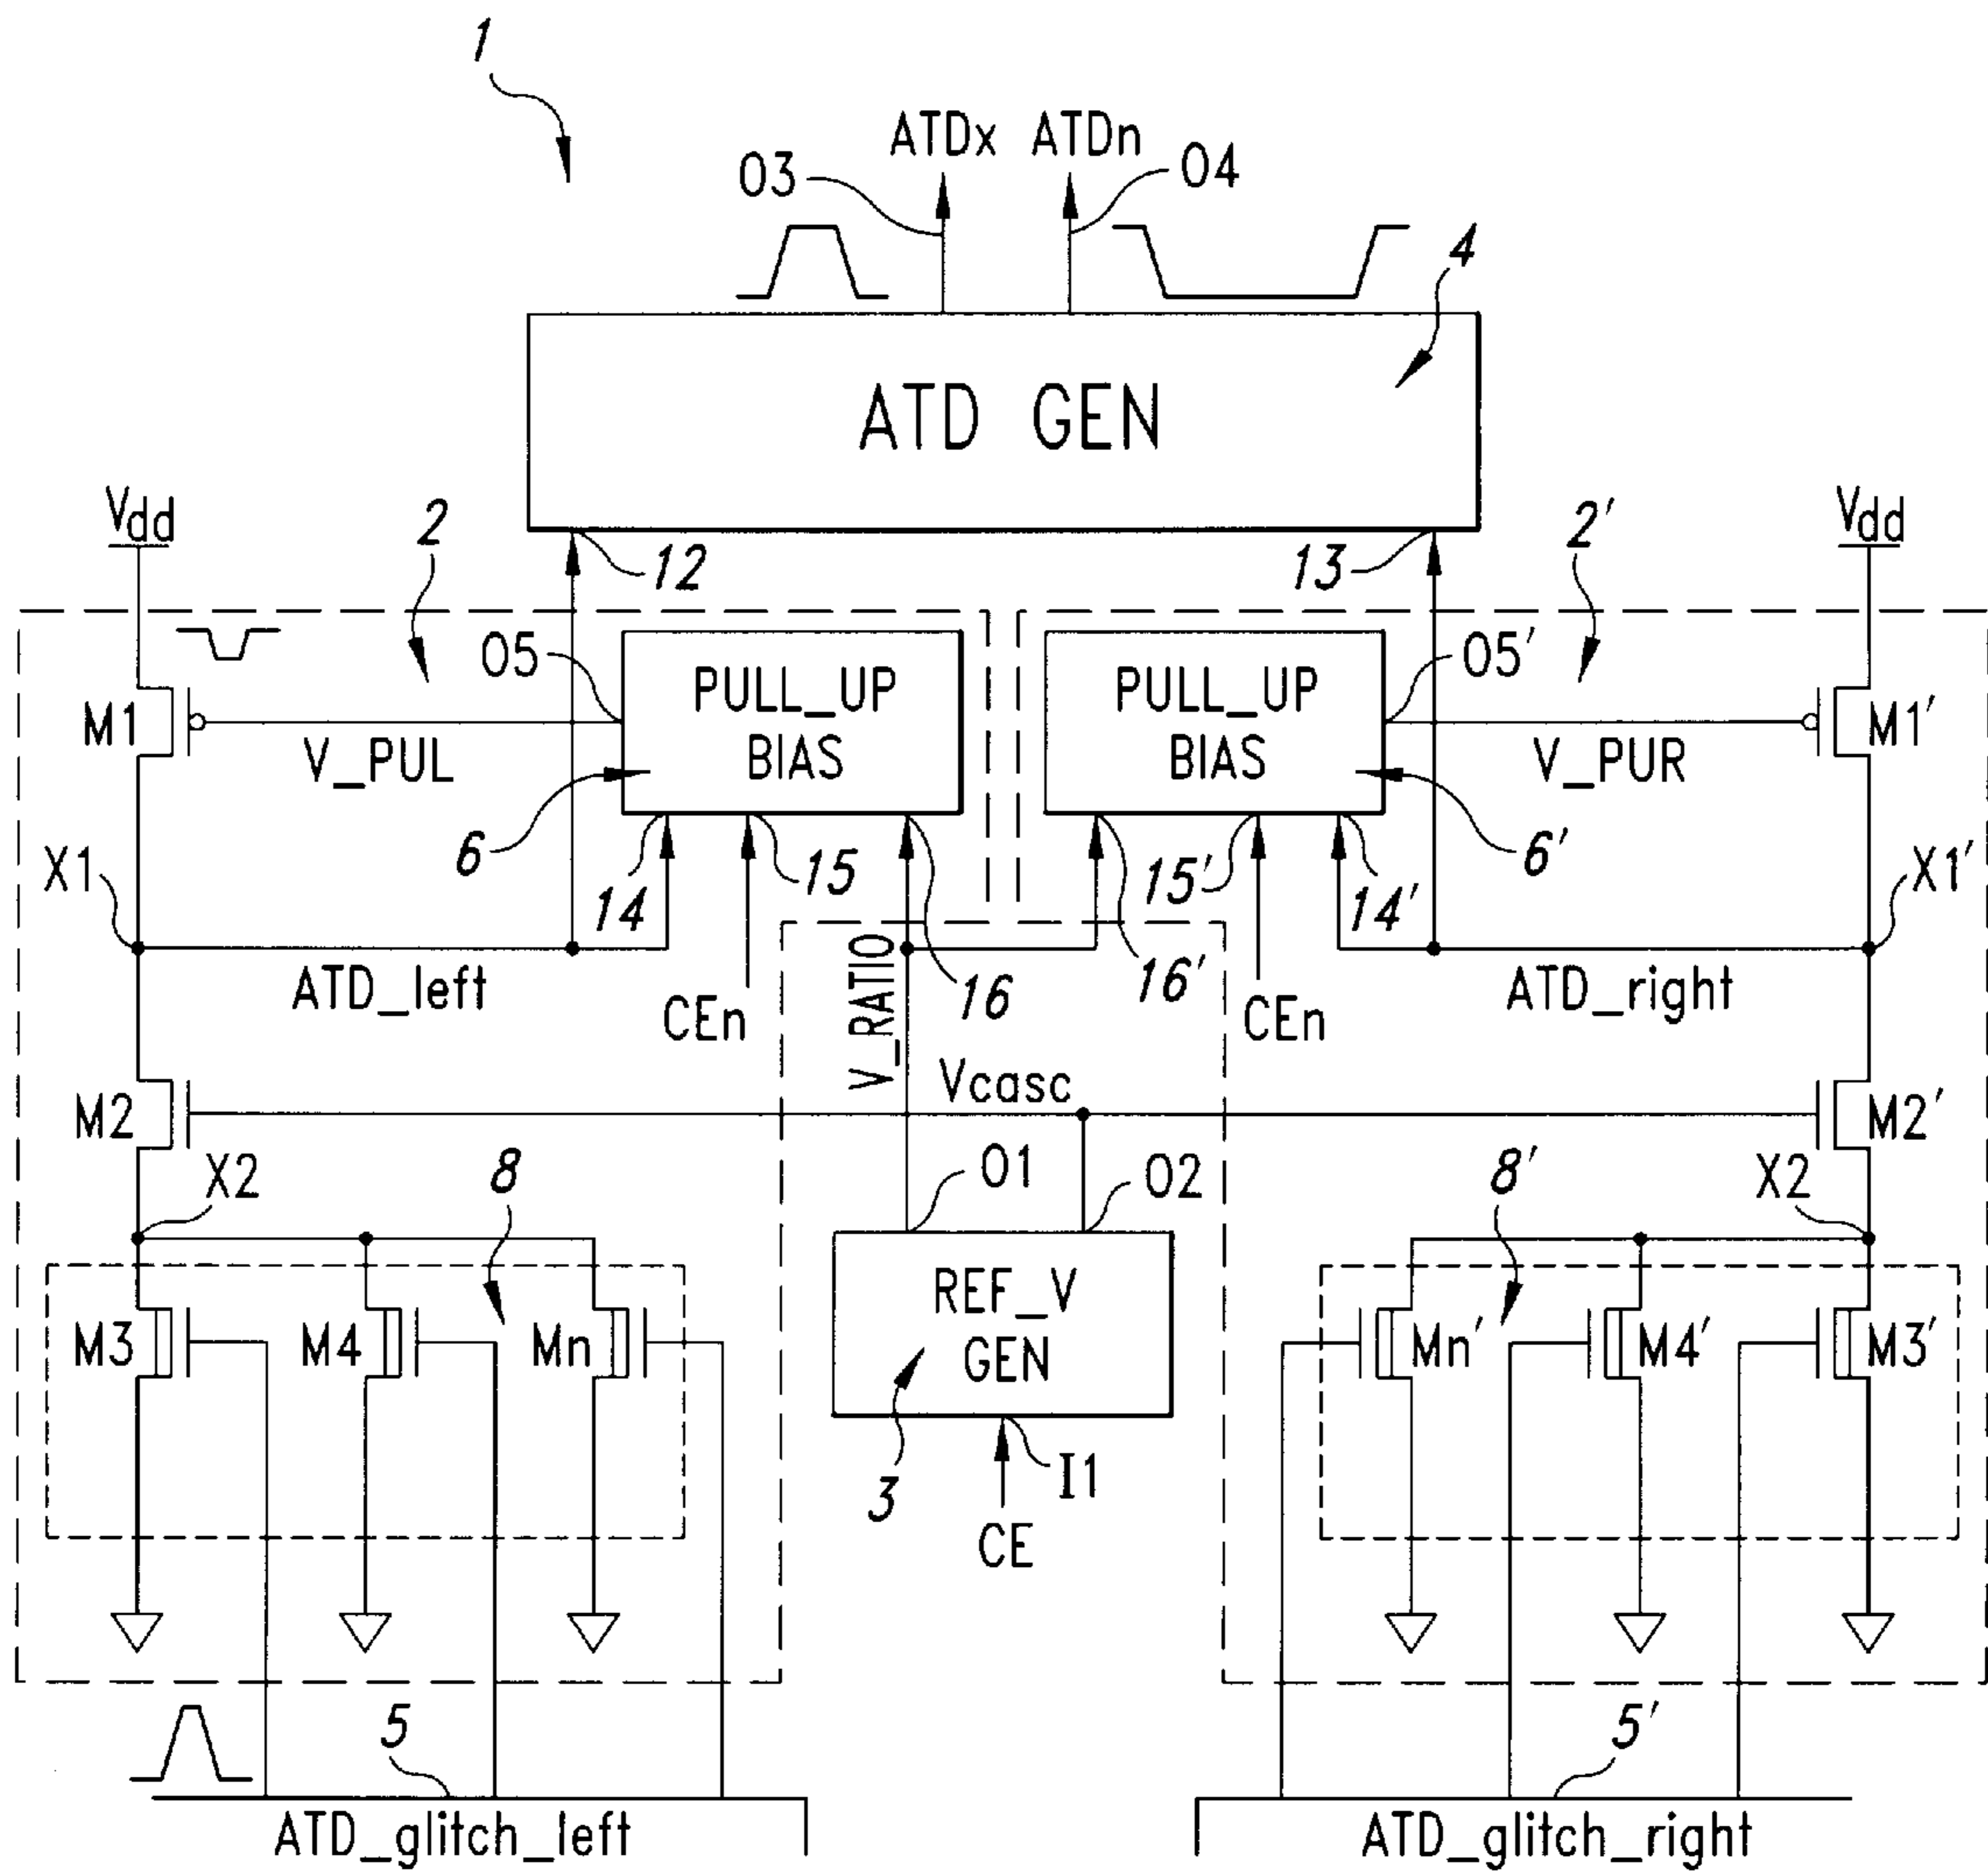 1
ATDx ATDn
O3
O4
4
ATD GEN
Vdd
2
12
13
2'
Vdd
O5
PULL_UP
BIAS
PULL_UP
BIAS
O5'
M1
V_PUL
V_PUR
M1'
6
14
15
15'
14'
6'
X1
X1'
ATD_left
CEn
V_RATIO
16
16'
CEn
ATD_right
M2
Vcasc
M2'
X2
8
O1
O2
8'
X2
M3
M4
Mn
REF_V
GEN
Mn'
M4'
M3'
3
I1
CE
5
5'
ATD_glitch_left
ATD_glitch_right